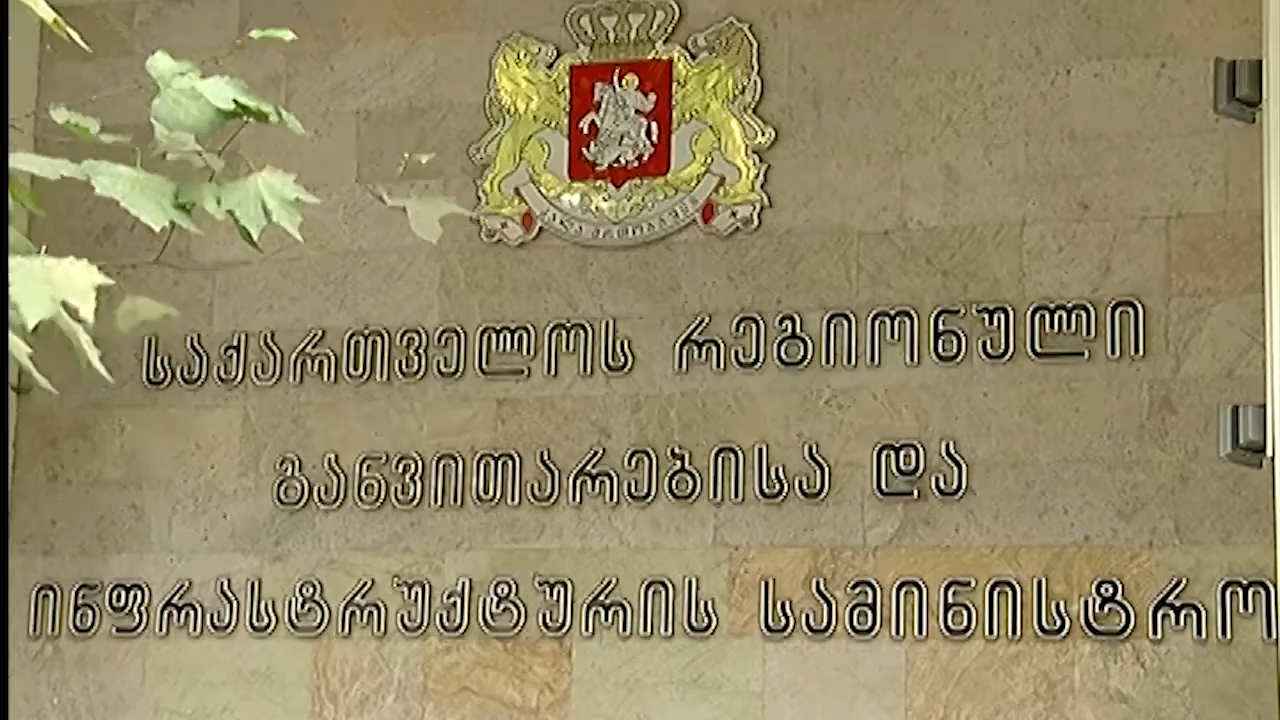 საქართველოს რეგიონული
განვითარებისა და
ინფრასტრუქტურის სამინისტრო